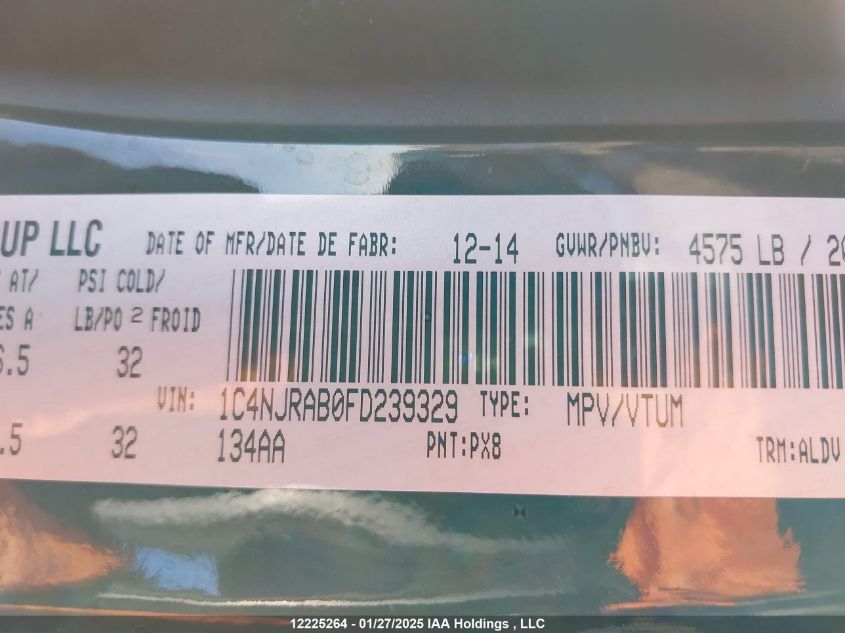 UP LLC DATE OF MFR/DATE DE FABR: 12-14 GVWR/PNBV: 4575 LB /
AT/ PSI COLD/
ES A LB/PO 2 FROID
.5 32
VIN: 1C4NJRAB0FD239329 TYPE: MPV/VTUM
.5 32 134AA PNT:PX8 TRM:ALDV
12225264 - 01/27/2025 IAA Holdings , LLC